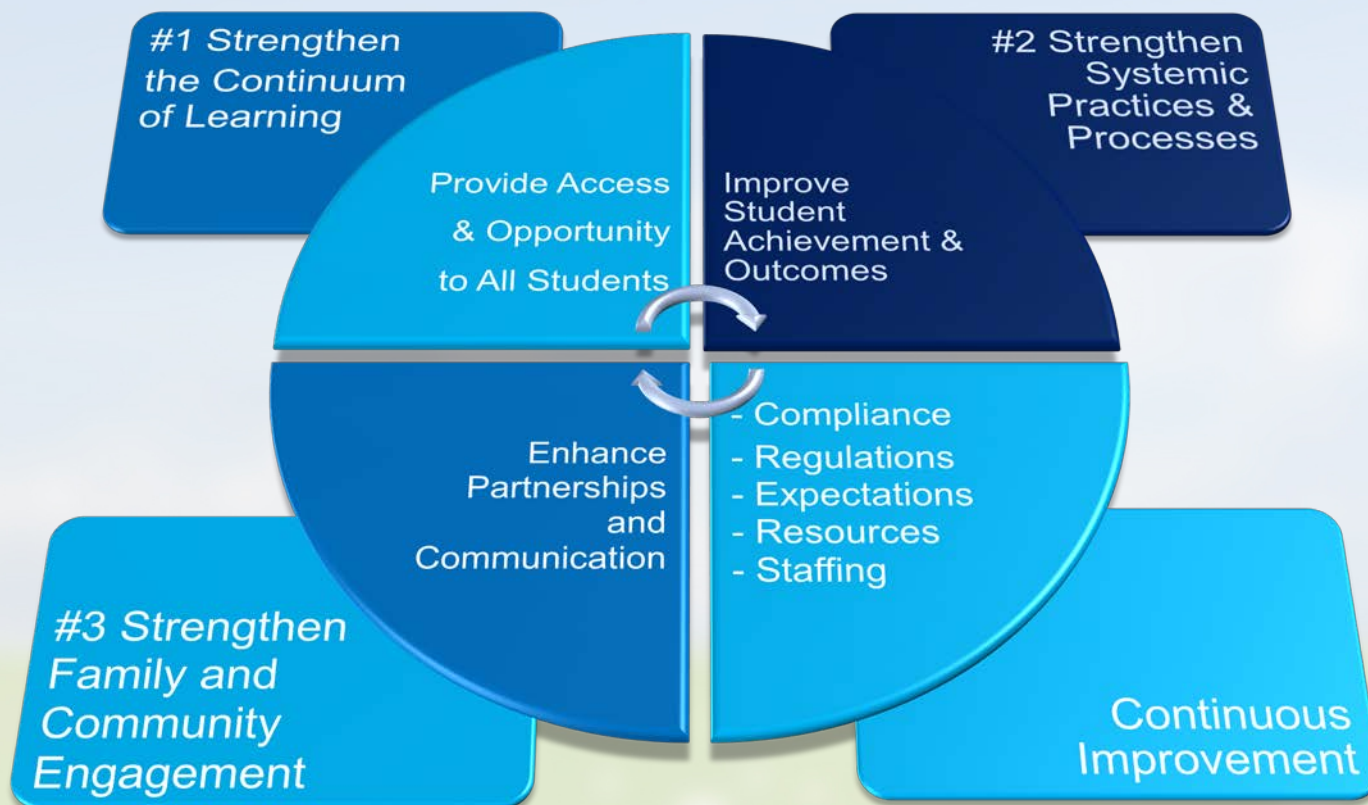 #1 Strengthen
the Continuum
of Learning
#2 Strengthen
Systemic
Practices &
Processes
Provide Access
& Opportunity
to All Students
Improve
Student
Achievement &
Outcomes
Enhance
Partnerships
and
Communication
- Compliance
- Regulations
- Expectations
- Resources
- Staffing
#3 Strengthen
Family and
Community
Engagement
Continuous
Improvement